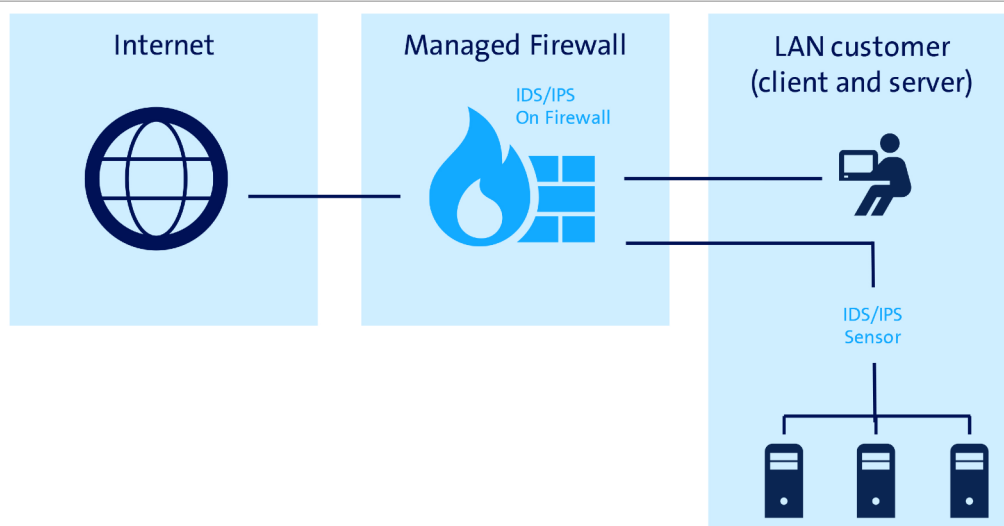 Internet
Managed Firewall
IDS/IPS
On Firewall
LAN customer
(client and server)
IDS/IPS
Sensor